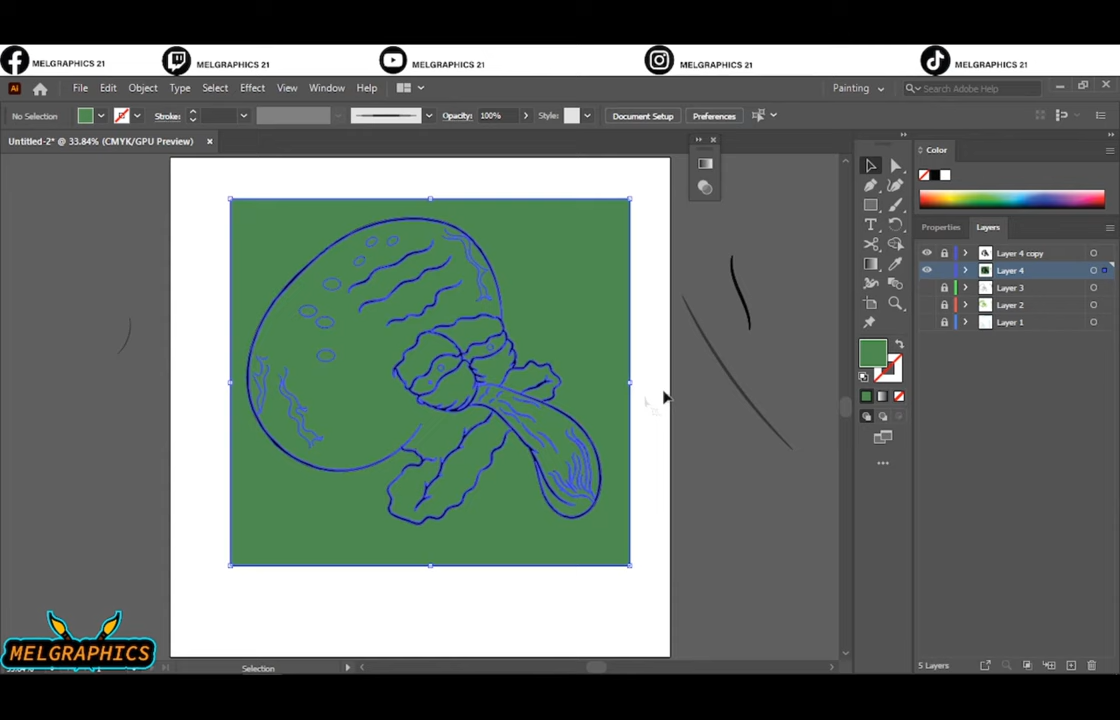 MELGRAPHICS 21
MELGRAPHICS 21
MELGRAPHICS 21
MELGRAPHICS 21
MELGRAPHICS 21
Ai File Edit Object Type Select Effect View Window Help
Painting
Search Adobe Help
No Selection
Stroke:
Opacity: 100%
Style:
Document Setup
Preferences
Untitled-2* @ 33.84% (CMYK/GPU Preview)
Color
Properties Layers
Layer 4 copy
Layer 4
Layer 3
Layer 2
Layer 1
MELGRAPHICS
Selection
5 Layers